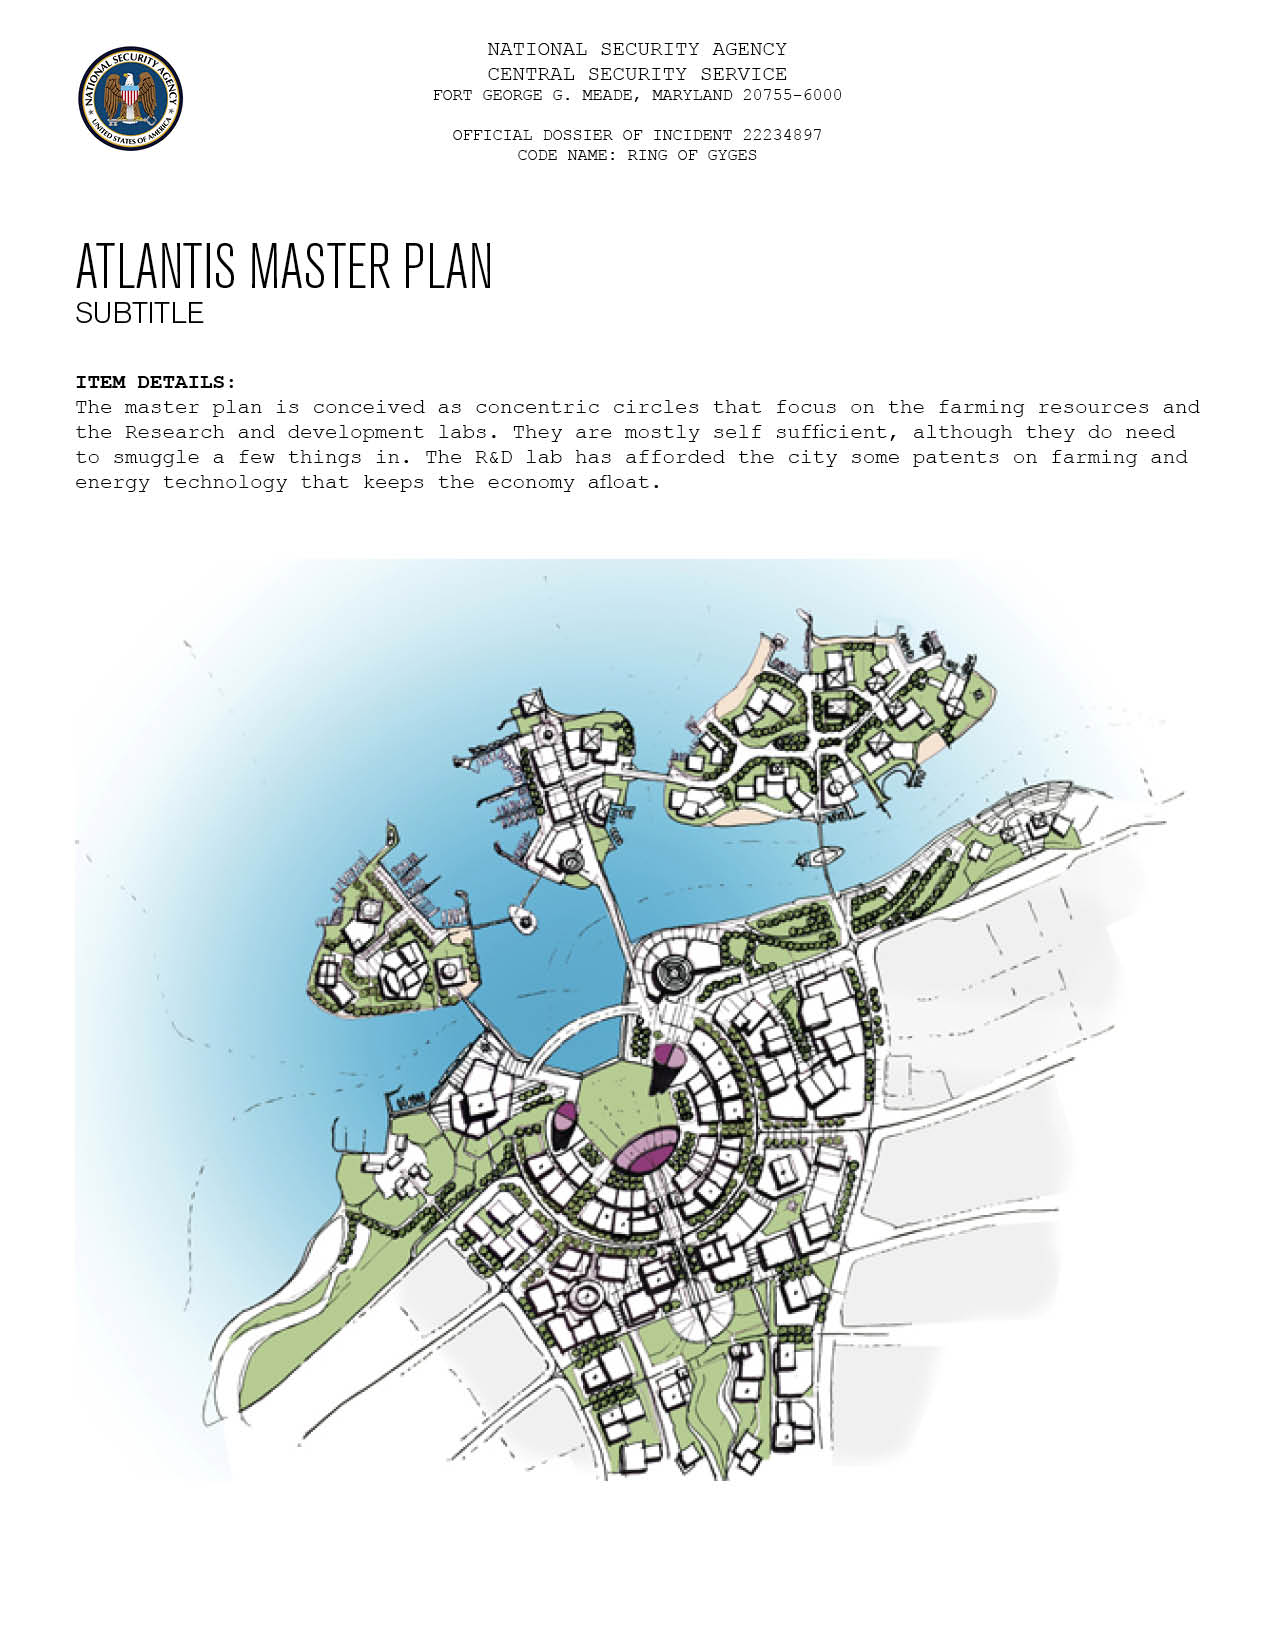 NATIONAL SECURITY AGENCY
UNITED STATES OF AMERICA
NATIONAL SECURITY AGENCY
CENTRAL SECURITY SERVICE
FORT GEORGE G. MEADE, MARYLAND 20755-6000
OFFICIAL DOSSIER OF INCIDENT 22234897
CODE NAME: RING OF GYGES
ATLANTIS MASTER PLAN
SUBTITLE
ITEM DETAILS:
The master plan is conceived as concentric circles that focus on the farming resources and
the Research and development labs. They are mostly self sufficient, although they do need
to smuggle a few things in. The R&D lab has afforded the city some patents on farming and
energy technology that keeps the economy afloat.